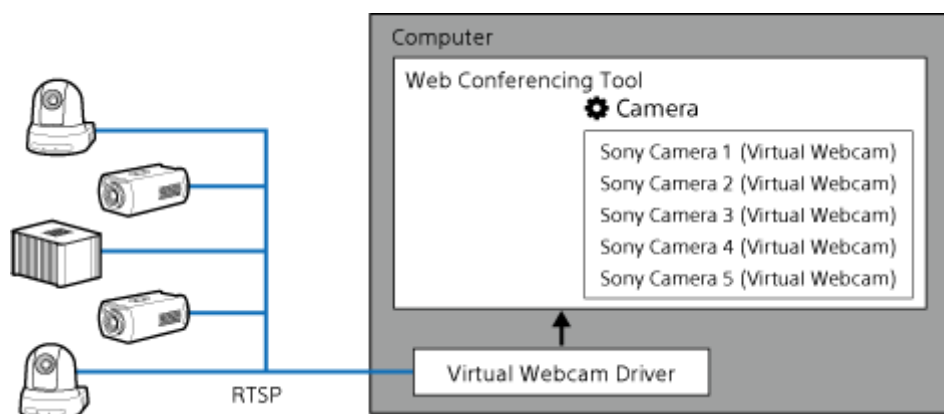 Computer
Web Conferencing Tool
Camera
Sony Camera 1 (Virtual Webcam)
Sony Camera 2 (Virtual Webcam)
Sony Camera 3 (Virtual Webcam)
Sony Camera 4 (Virtual Webcam)
Sony Camera 5 (Virtual Webcam)
Virtual Webcam Driver
RTSP